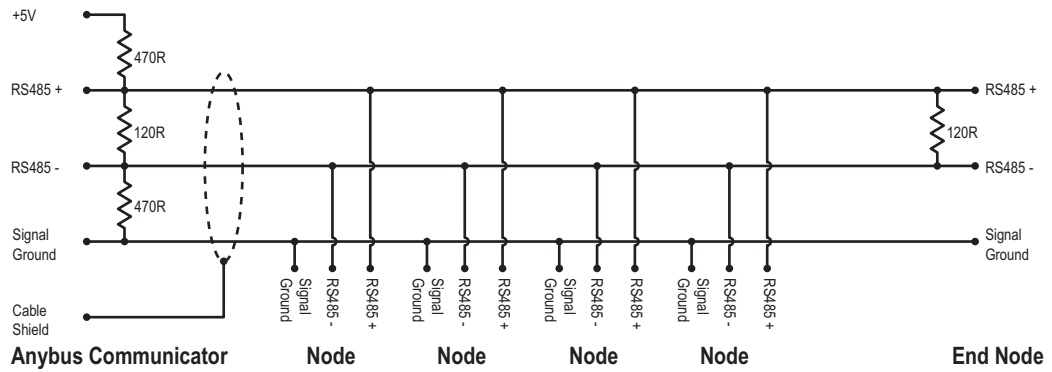 +5V
470R
RS485 +
RS485 +
120R
120R
RS485 -
RS485 -
470R
Signal
Ground
Signal
Ground
Signal
Ground
RS485 -
RS485 +
Signal
Ground
RS485 -
RS485 +
Signal
Ground
RS485 -
RS485 +
Signal
Ground
RS485 -
RS485 +
Cable
Shield
Anybus Communicator
Node
Node
Node
Node
End Node